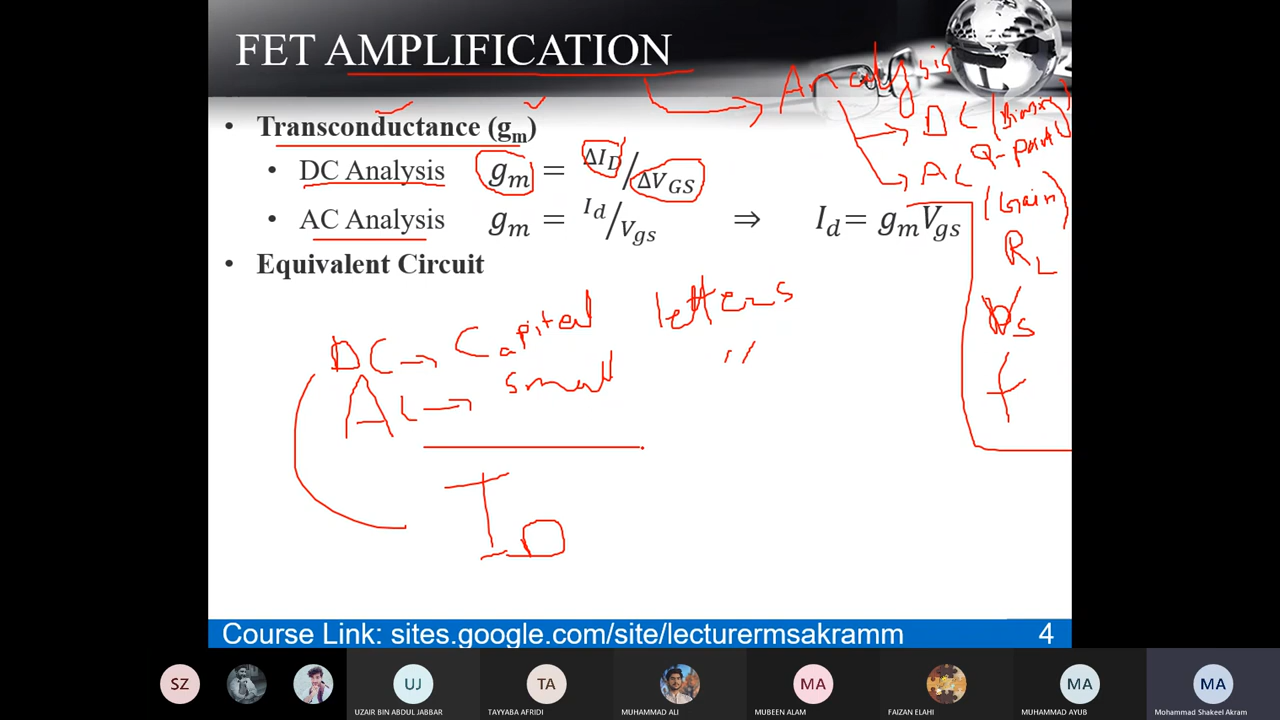 FET AMPLIFICATION
Analysis
DC (Biasing
Q-point)
AC
(Gain)
RL
f
• Transconductance (gm)
• DC Analysis gm = ΔID/ΔVGS
• AC Analysis gm = Id/Vgs ⇒ Id = gmVgs
• Equivalent Circuit
DC → Capital letters
AC → small "
ID
Course Link: sites.google.com/site/lecturermsakramm 4
SZ
UJ
TA
MA
MA
MA
UZAIR BIN ABDUL JABBAR
TAYYABA AFRIDI
MUHAMMAD ALI
MUBEEN ALAM
FAIZAN ELAHI
MUHAMMAD AYUB
Mohammad Shakeel Akram